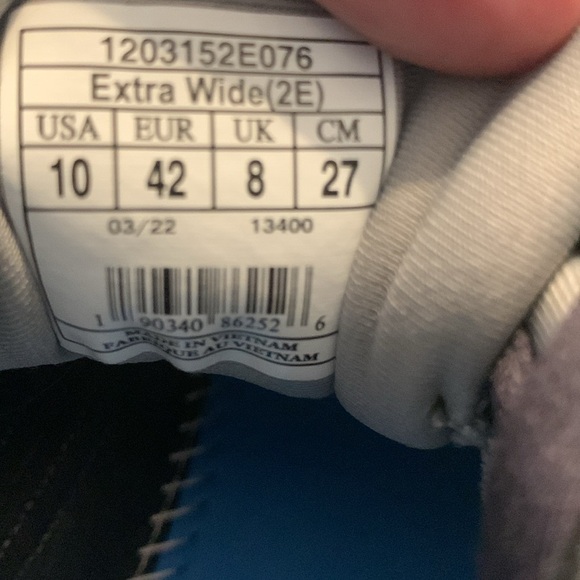 1203152E076
Extra Wide(2E)
USA EUR UK CM
10 42 8 27
03/22 13400
1 90340 86252 6
MADE IN VIETNAM
FABRIQUE AU VIETNAM